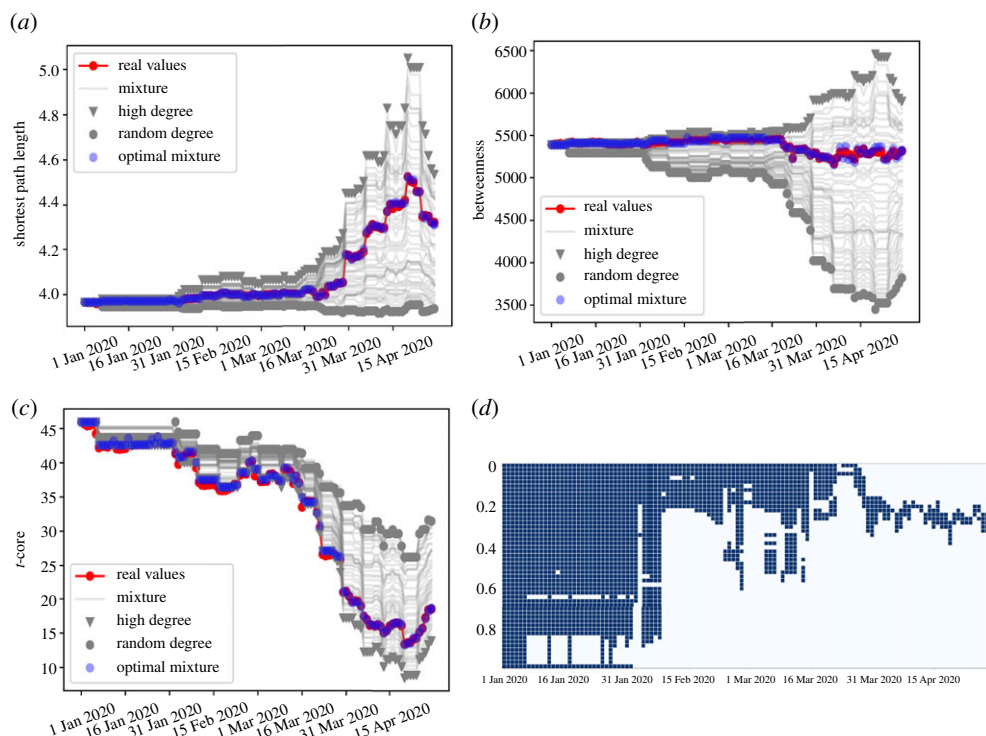 (a)
shortest path length
5.0
4.8
4.6
4.4
4.2
4.0
real values
mixture
high degree
random degree
optimal mixture
1 Jan 2020
16 Jan 2020
31 Jan 2020
15 Feb 2020
1 Mar 2020
16 Mar 2020
31 Mar 2020
15 Apr 2020
(b)
betweenness
6500
6000
5500
5000
4500
4000
3500
real values
mixture
high degree
random degree
optimal mixture
1 Jan 2020
16 Jan 2020
31 Jan 2020
15 Feb 2020
1 Mar 2020
16 Mar 2020
31 Mar 2020
15 Apr 2020
(c)
t-core
45
40
35
31
25
20
15
10
real values
mixture
high degree
random degree
optimal mixture
1 Jan 2020
16 Jan 2020
31 Jan 2020
15 Feb 2020
1 Mar 2020
16 Mar 2020
31 Mar 2020
15 Apr 2020
(d)
0
0.2
0.4
0.6
0.8
1 Jan 2020
16 Jan 2020
31 Jan 2020
15 Feb 2020
1 Mar 2020
16 Mar 2020
31 Mar 2020
15 Apr 2020